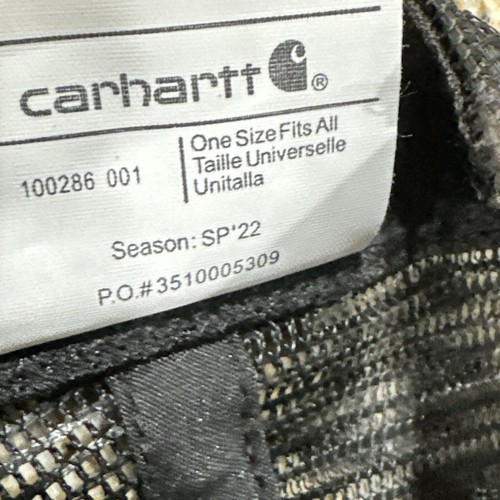 carhartt ®
100286 001
One Size Fits All
Taille Universelle
Unitalla
Season: SP'22
P.O.#3510005309